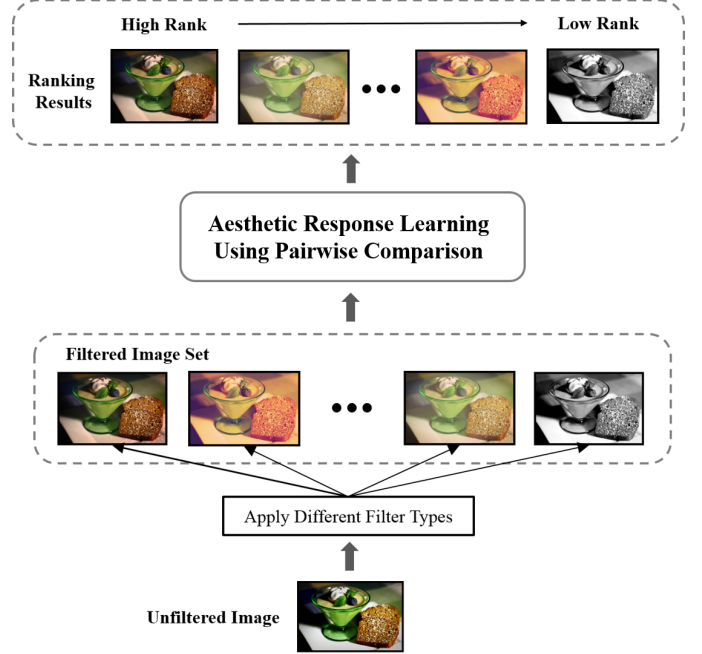 High Rank
Low Rank
Ranking
Results
Aesthetic Response Learning
Using Pairwise Comparison
Filtered Image Set
Apply Different Filter Types
Unfiltered Image